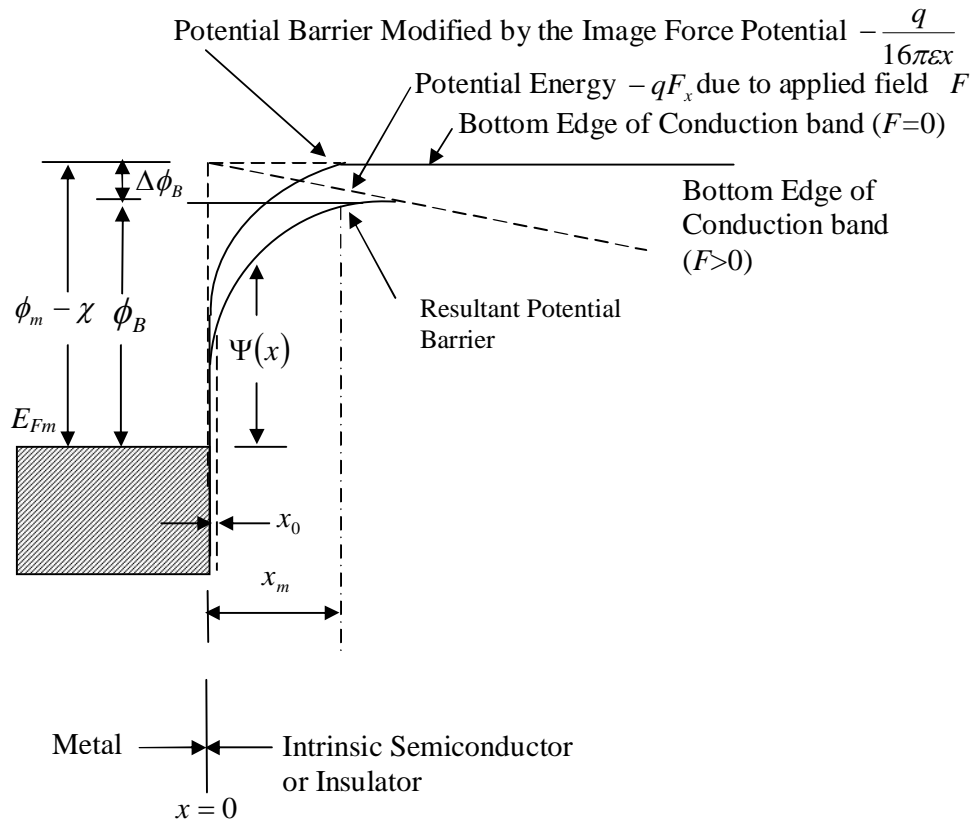 Potential Barrier Modified by the Image Force Potential − q/16πεx
Potential Energy − qFₓ due to applied field F
Bottom Edge of Conduction band (F=0)
Δϕ_B
Bottom Edge of
Conduction band
(F>0)
ϕ_m − χ
ϕ_B
Resultant Potential
Barrier
Ψ(x)
E_Fm
x₀
x_m
Metal
Intrinsic Semiconductor
or Insulator
x = 0